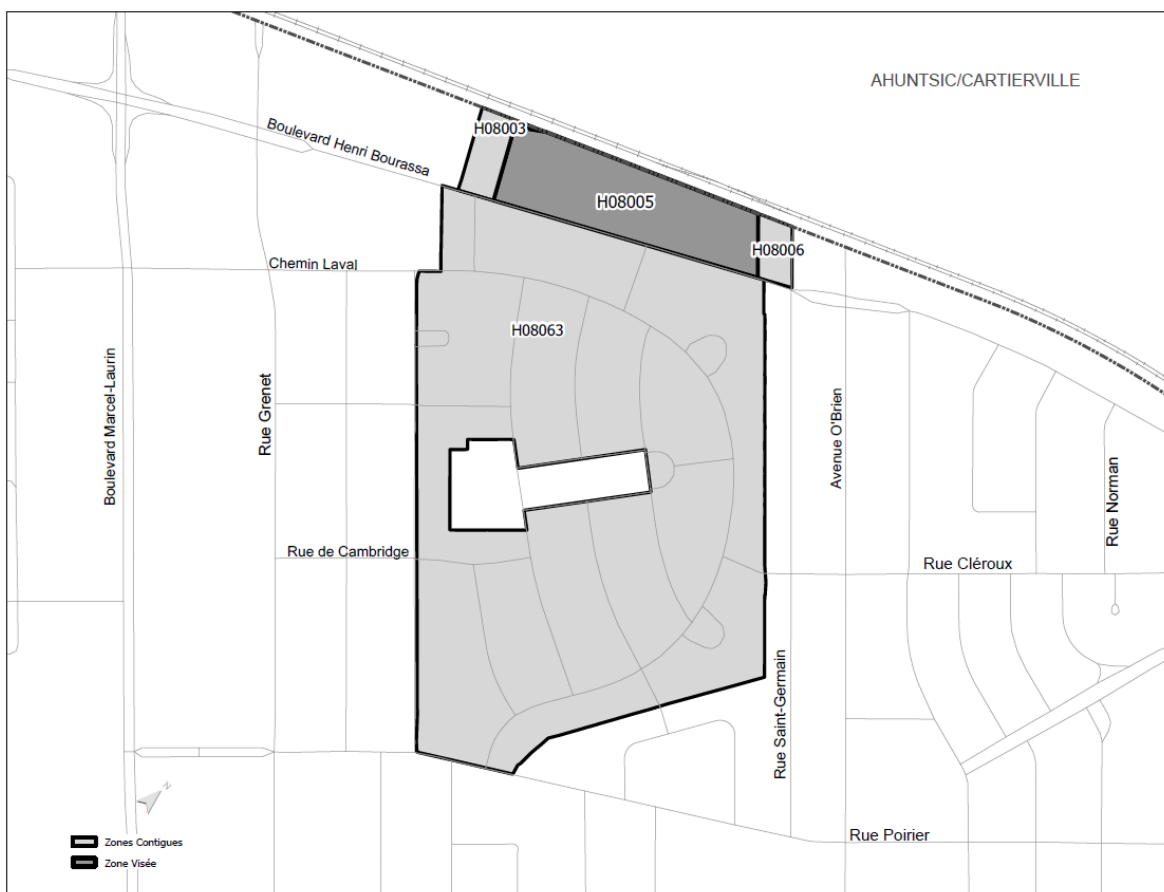 AHUNTSIC/CARTIERVILLE
H08003
Boulevard Henri Bourassa
H08005
H08006
Chemin Laval
H08063
Boulevard Marcel-Laurin
Rue Grenet
Avenue O'Brien
Rue Norman
Rue de Cambridge
Rue Cléroux
Rue Saint-Germain
N
Rue Poirier
Zones Contigues
Zone Visée